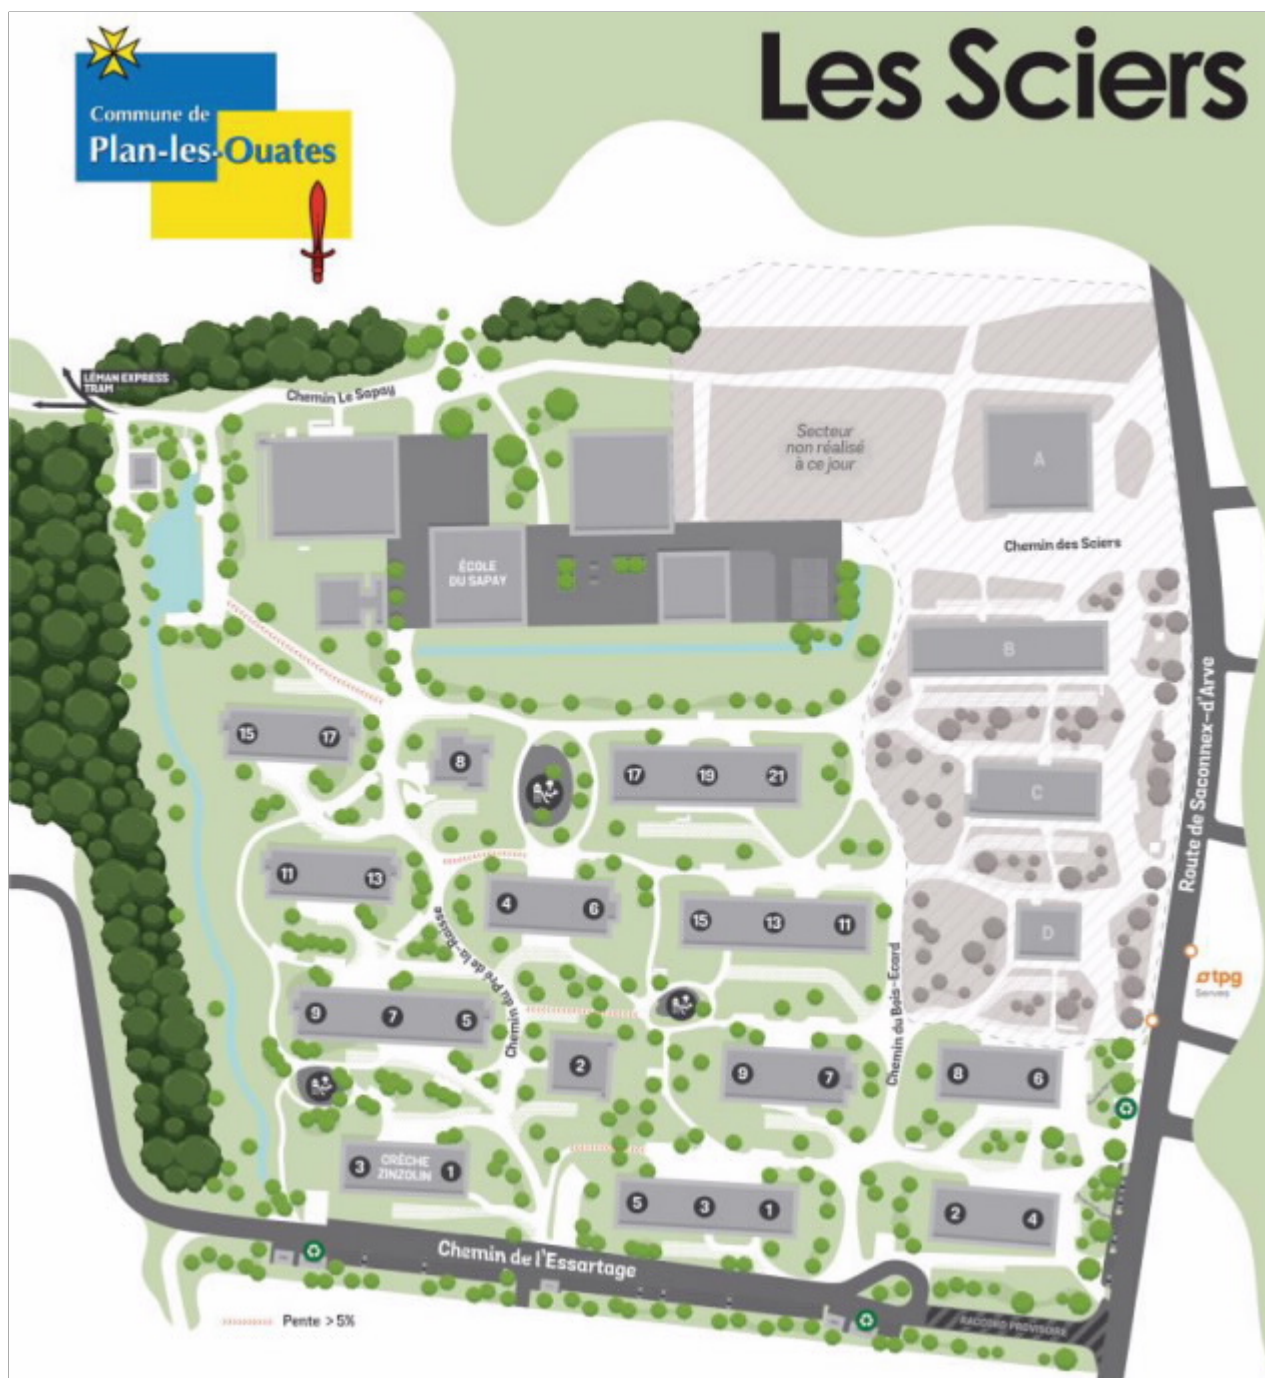 Les Sciers
Commune de
Plan-les-Ouates
LÉMAN EXPRESS
TRAM
Chemin Le Sapay
Secteur
non réalisé
à ce jour
A
Chemin des Sciers
ÉCOLE
DU SAPAY
B
Route de Saconnex-d'Arve
15 17
8
17 19 21
C
11 13
4 6
15 13 11
D
Chemin du Pré-de-la-Raisse
Chemin du Bois-Ecard
tpg
Serves
9 7 5
2
9 7
8 6
3 CRÈCHE
ZINZOLIN 1
5 3 1
2 4
Chemin de l'Essartage
Pente > 5%
RACCORD PROVISOIRE